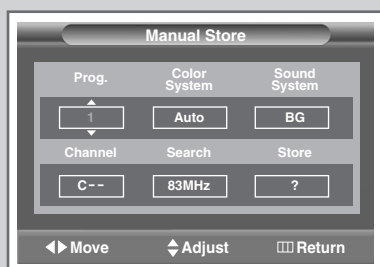 Manual Store
Prog. Color System Sound System
1 Auto BG
Channel Search Store
C-- 83MHz ?
Move Adjust Return